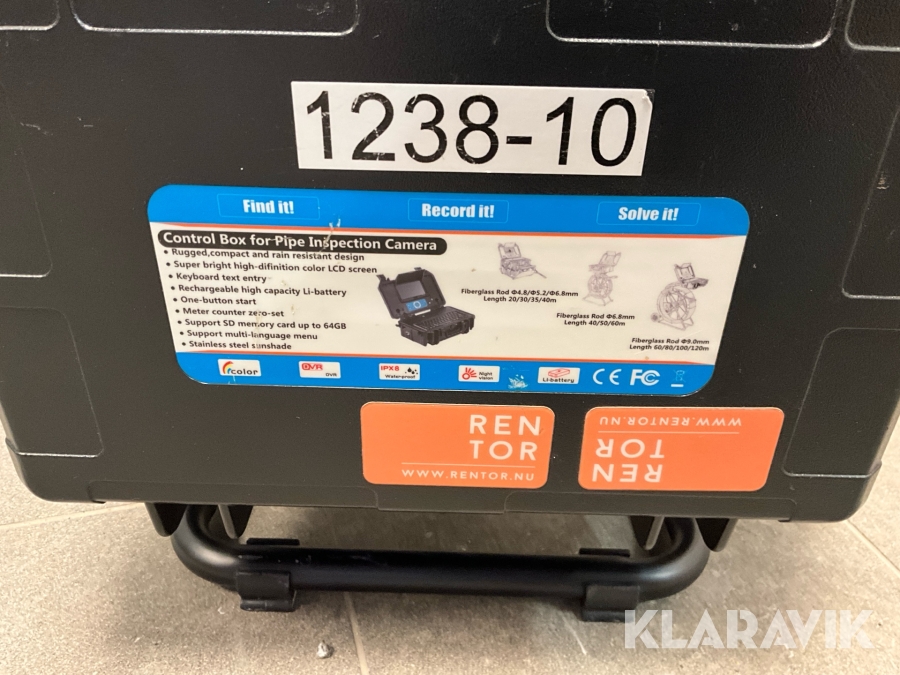 1238-10
Find it! Record it! Solve it!
Control Box for Pipe Inspection Camera
• Rugged,compact and rain resistant design
• Super bright high-difinition color LCD screen
• Keyboard text entry
• Rechargeable high capacity Li-battery
• One-button start
• Meter counter zero-set
• Support SD memory card up to 64GB
• Support multi-language menu
• Stainless steel sunshade
Fiberglass Rod Φ4.8/Φ5.2/Φ6.8mm
Length 20/30/35/40m
Fiberglass Rod Φ6.8mm
Length 40/50/60m
Fiberglass Rod Φ9.0mm
Length 60/80/100/120m
color DVR DVR IPX8 Waterproof Night vision Li-battery CE FC
REN
TOR
WWW.RENTOR.NU
REN
TOR
WWW.RENTOR.NU
KLARAVIK